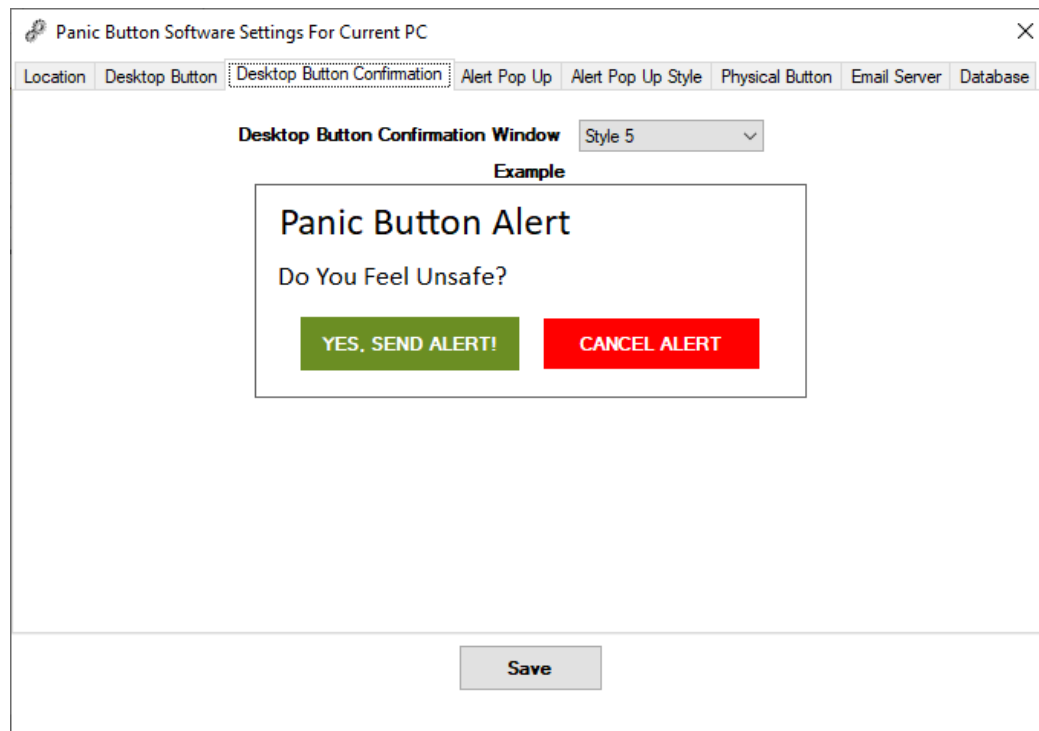 Panic Button Software Settings For Current PC
Location Desktop Button Desktop Button Confirmation Alert Pop Up Alert Pop Up Style Physical Button Email Server Database
Desktop Button Confirmation Window Style 5
Example
Panic Button Alert
Do You Feel Unsafe?
YES, SEND ALERT! CANCEL ALERT
Save